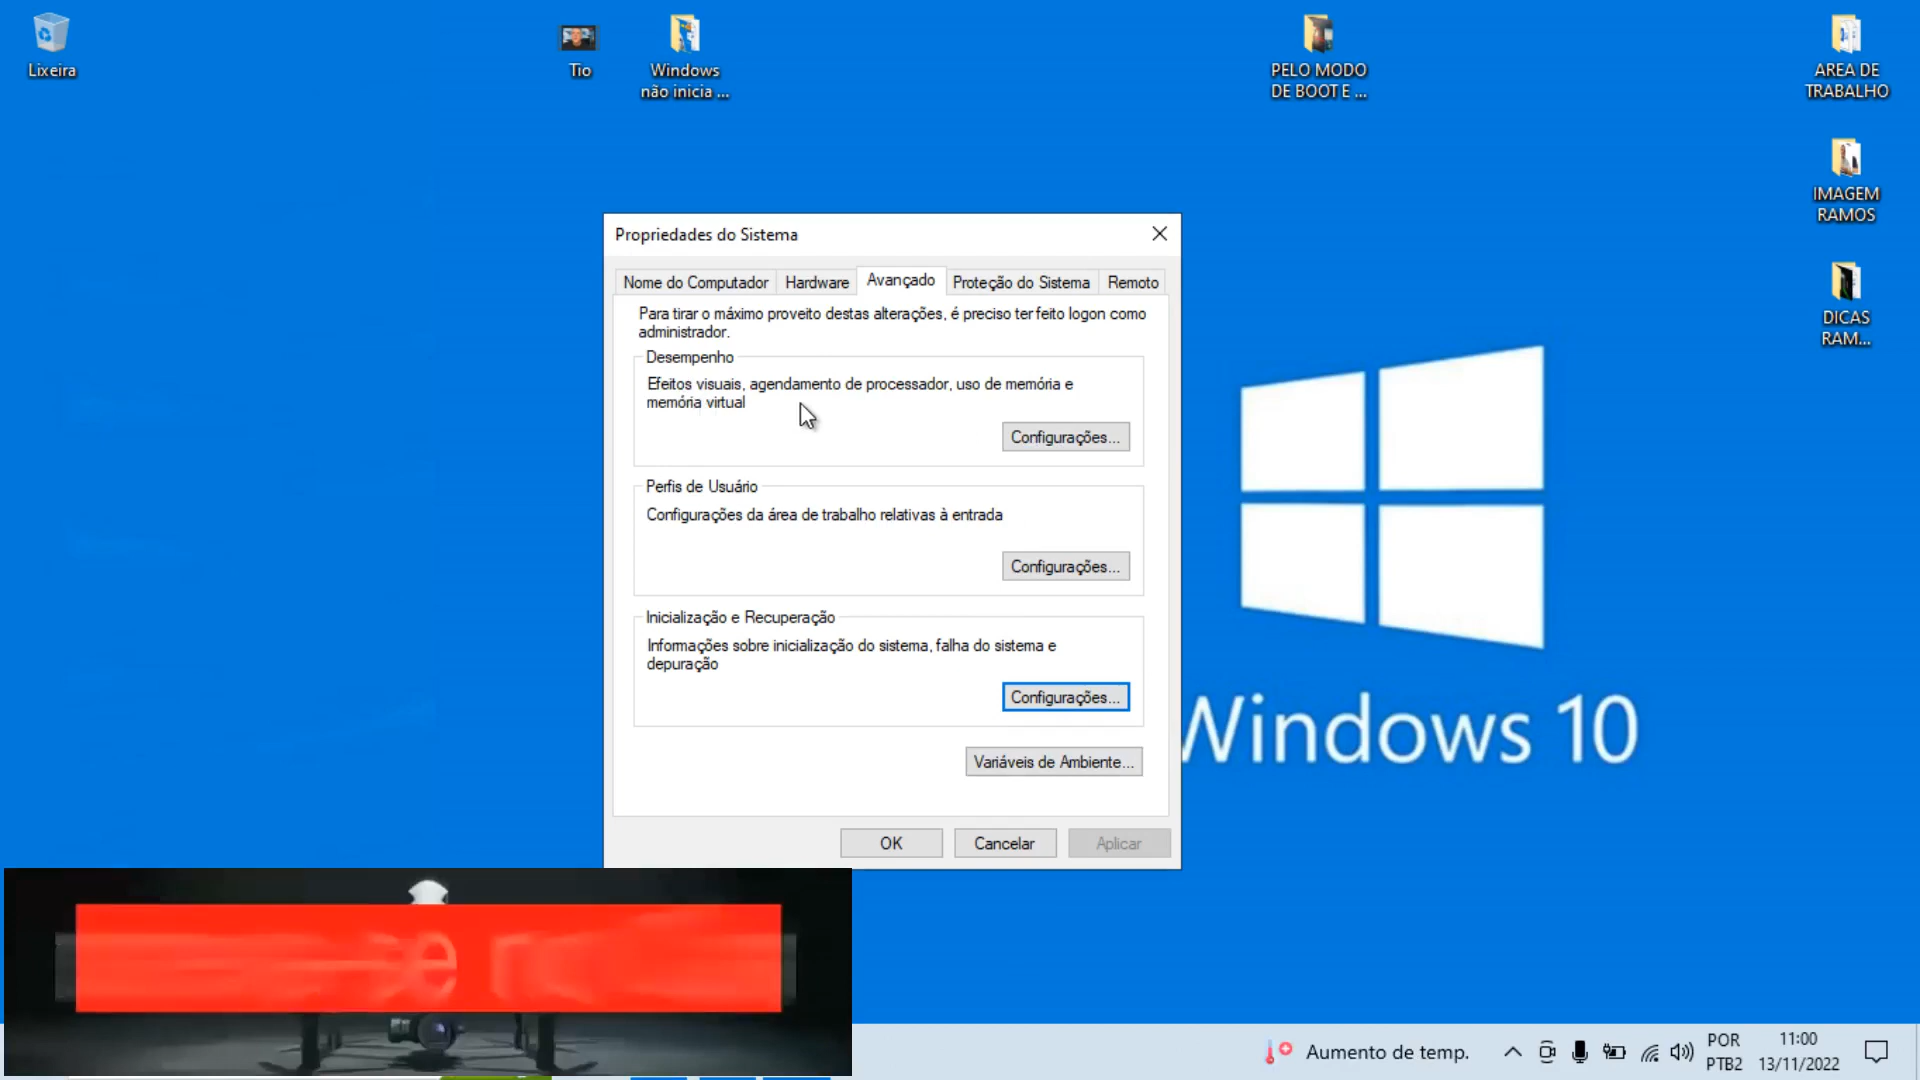 Lixeira
Tio
Windows
não inicia ...
PELO MODO
DE BOOT E ...
AREA DE
TRABALHO
IMAGEM
RAMOS
DICAS
RAM...
Propriedades do Sistema
Nome do Computador
Hardware
Avançado
Proteção do Sistema
Remoto
Para tirar o máximo proveito destas alterações, é preciso ter feito logon como
administrador.
Desempenho
Efeitos visuais, agendamento de processador, uso de memória e
memória virtual
Configurações...
Perfis de Usuário
Configurações da área de trabalho relativas à entrada
Configurações...
Inicialização e Recuperação
Informações sobre inicialização do sistema, falha do sistema e
depuração
Configurações...
Variáveis de Ambiente...
OK
Cancelar
Aplicar
Windows 10
Aumento de temp.
POR
PTB2
11:00
13/11/2022